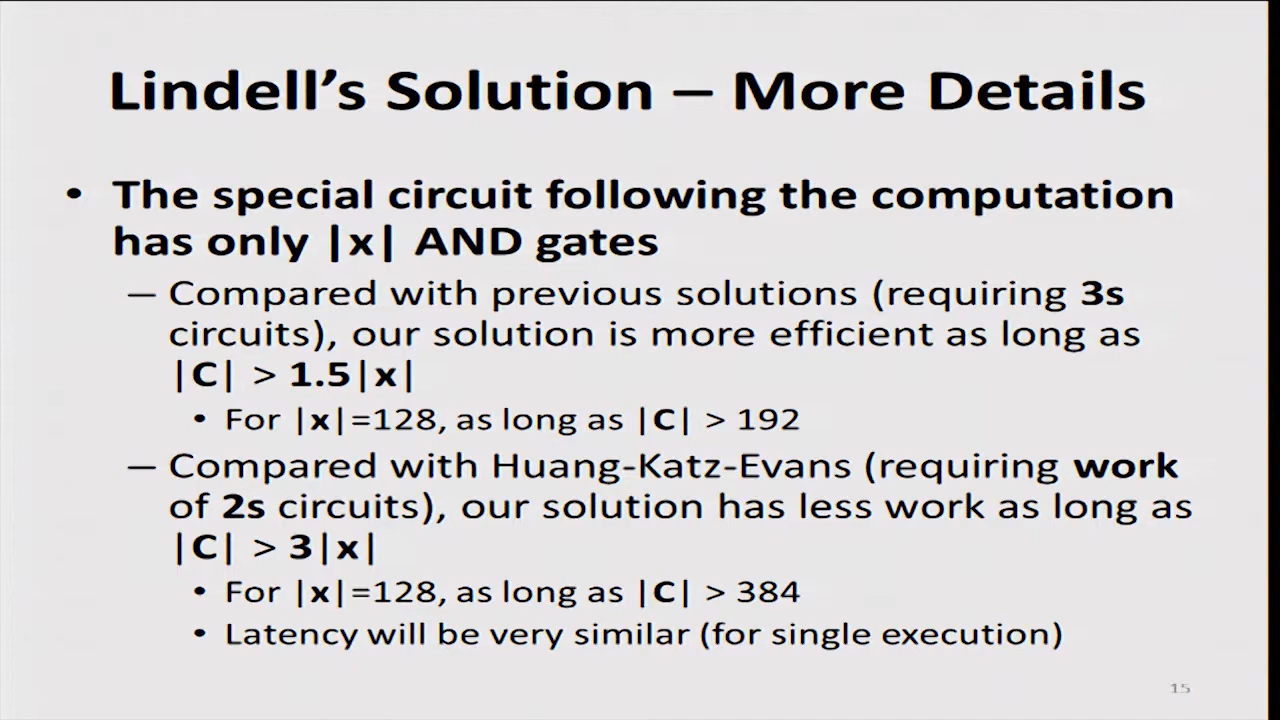 Lindell's Solution – More Details
• The special circuit following the computation
has only |x| AND gates
– Compared with previous solutions (requiring 3s
circuits), our solution is more efficient as long as
|C| > 1.5|x|
• For |x|=128, as long as |C| > 192
– Compared with Huang-Katz-Evans (requiring work
of 2s circuits), our solution has less work as long as
|C| > 3|x|
• For |x|=128, as long as |C| > 384
• Latency will be very similar (for single execution)
15